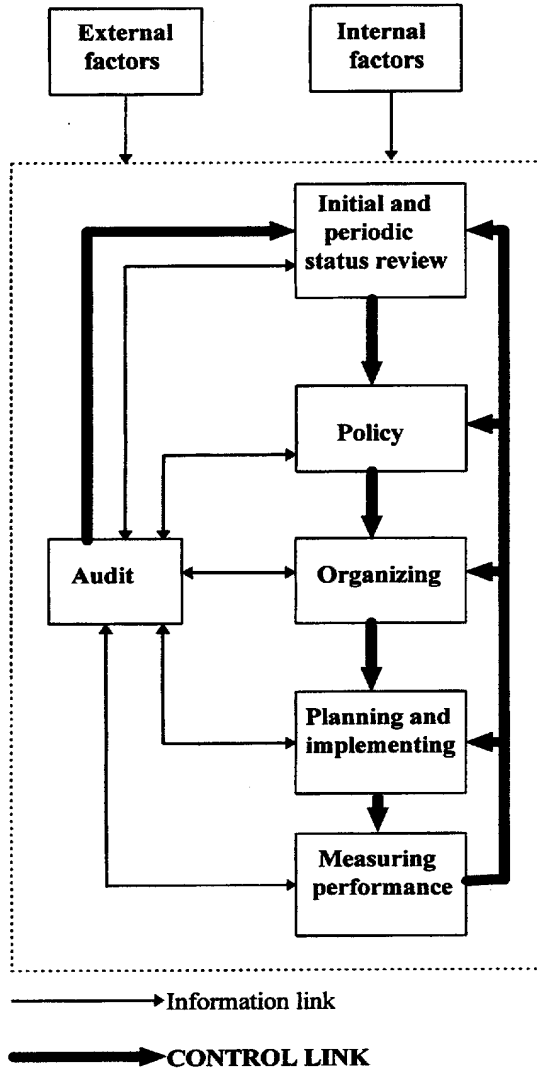 External
factors
Internal
factors
Initial and
periodic
status review
Policy
Audit
Organizing
Planning and
implementing
Measuring
performance
Information link
CONTROL LINK